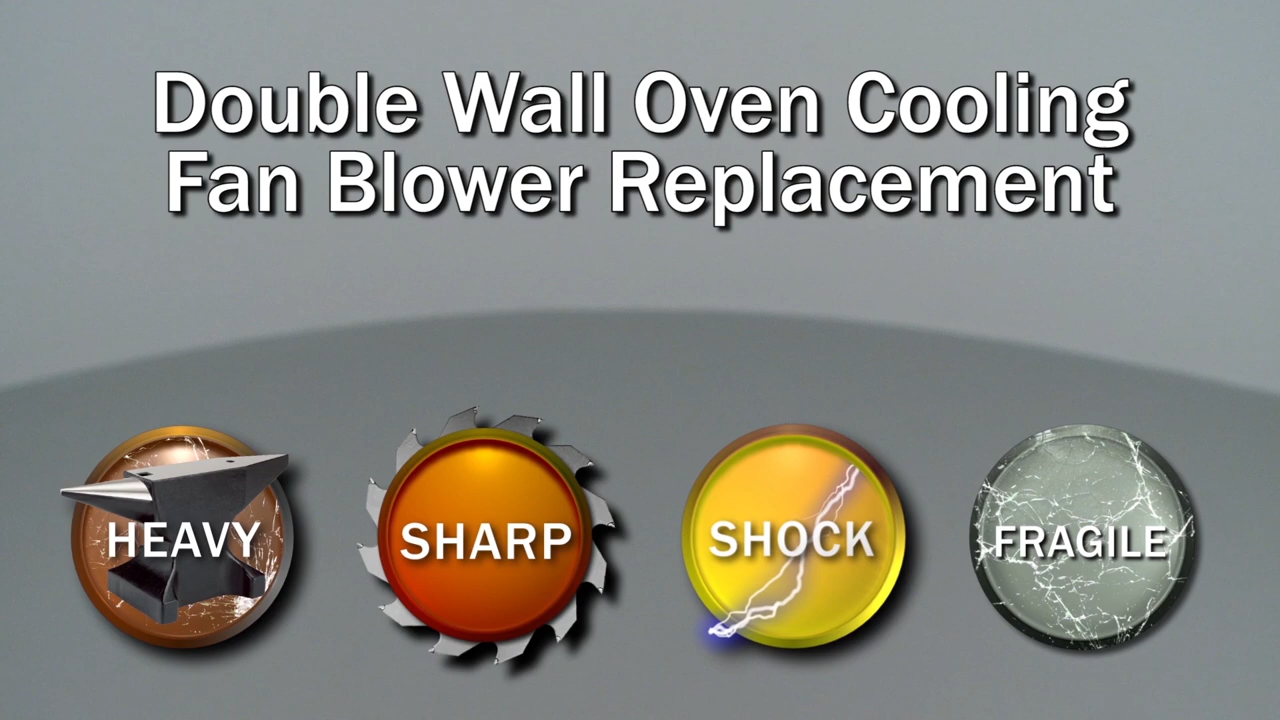 Double Wall Oven Cooling
Fan Blower Replacement
HEAVY
SHARP
SHOCK
FRAGILE